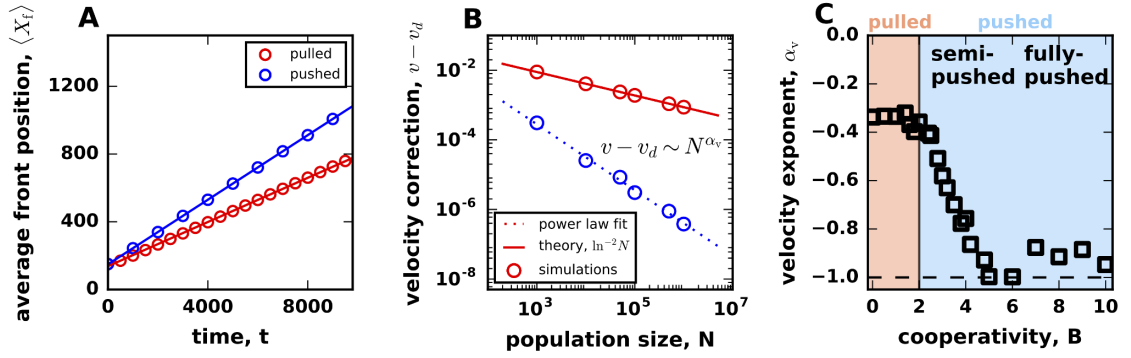 A
average front position, ⟨X_f⟩
1200
800
400
0
0
4000
8000
time, t
pulled
pushed
B
velocity correction, v − v_d
10^-2
10^-4
10^-6
10^-8
10^3
10^5
10^7
population size, N
v − v_d ∼ N^α_v
power law fit
theory, ln^-2 N
simulations
C
pulled
pushed
semi-
pushed
fully-
pushed
velocity exponent, α_v
0.0
−0.2
−0.4
−0.6
−0.8
−1.0
0
2
4
6
8
10
cooperativity, B